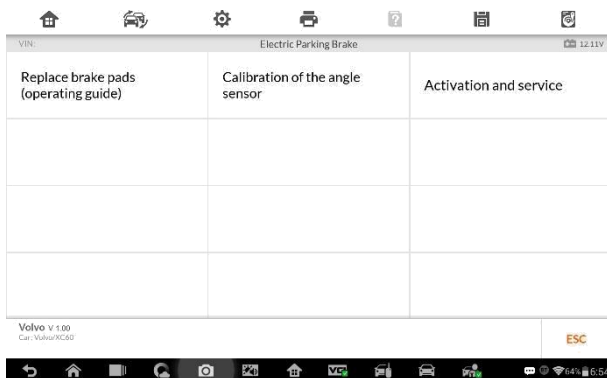 VIN:
Electric Parking Brake
12.11V
Replace brake pads
(operating guide)
Calibration of the angle
sensor
Activation and service
Volvo V 1.00
Car: Volvo/XC60
ESC
64% 6:54